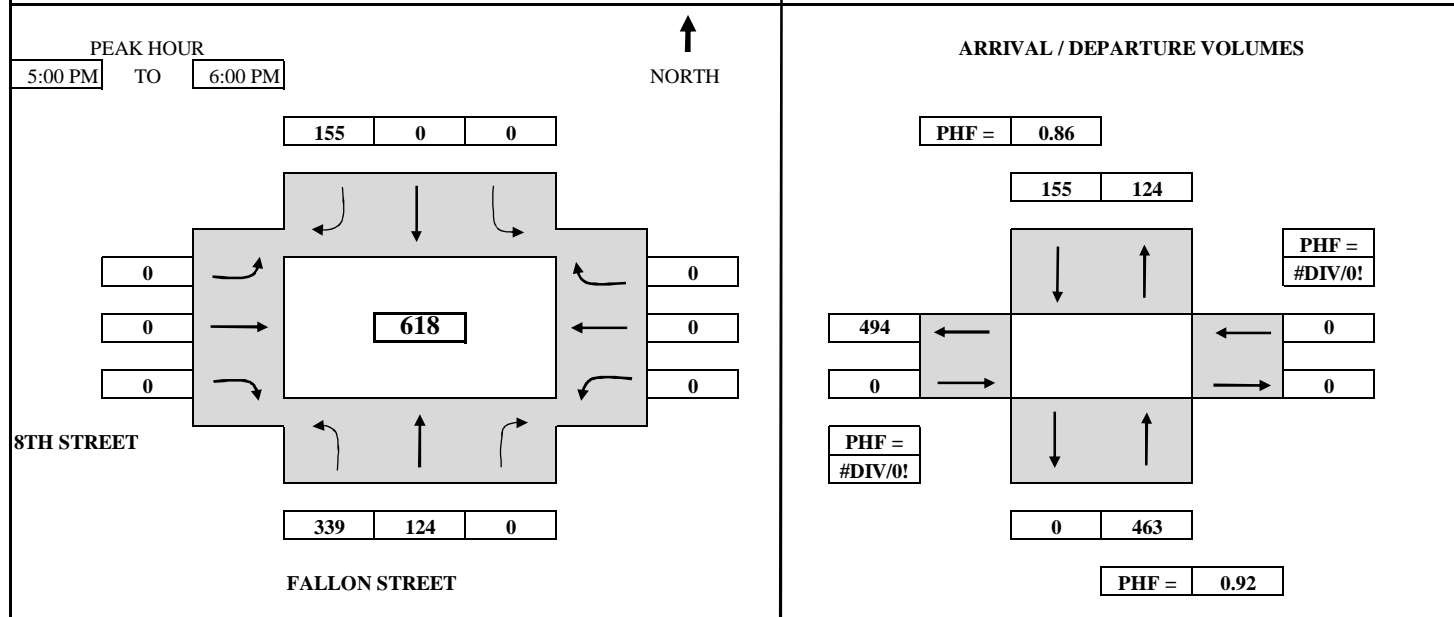 PEAK HOUR
5:00 PM TO 6:00 PM
NORTH
155 0 0
0 0
0 618 0
0 0
8TH STREET
339 124 0
FALLON STREET
ARRIVAL / DEPARTURE VOLUMES
PHF = 0.86
155 124
PHF =
#DIV/0!
494 0
0 0
PHF =
#DIV/0!
0 463
PHF = 0.92